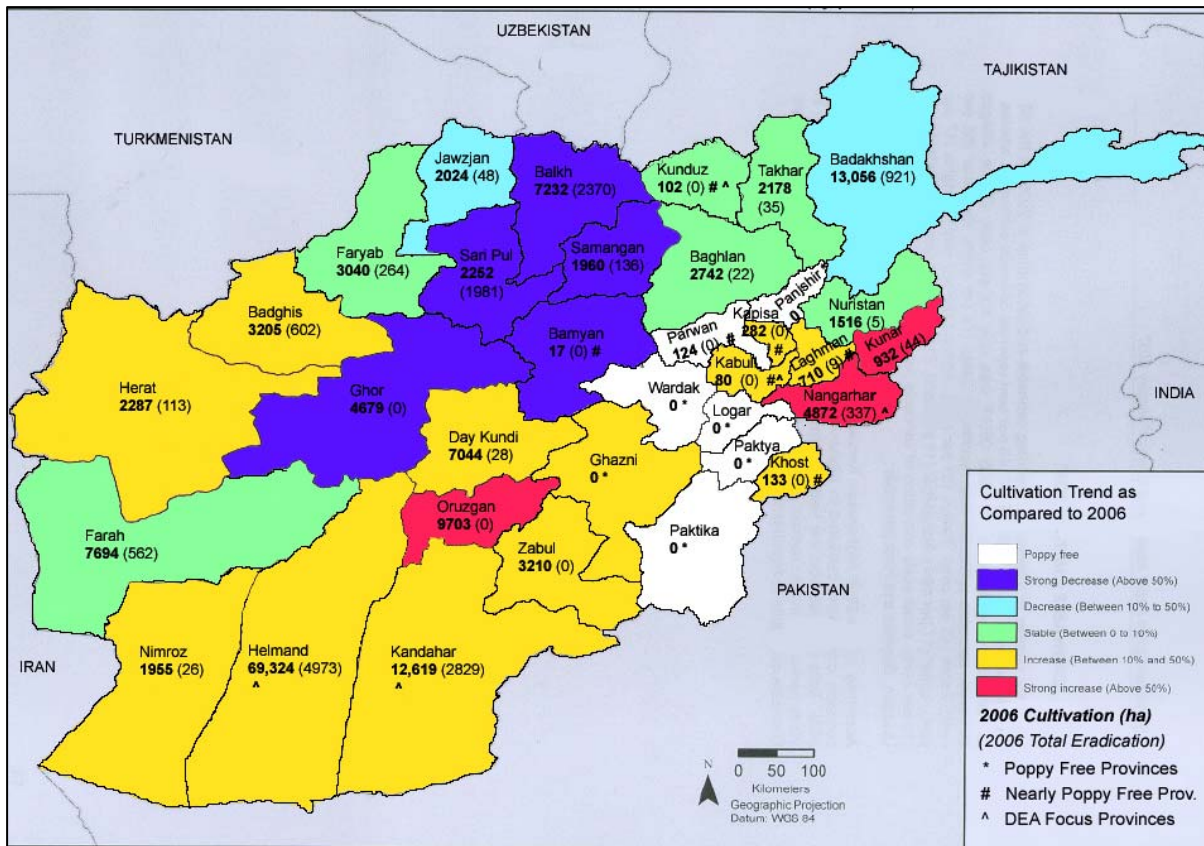 UZBEKISTAN
TAJIKISTAN
TURKMENISTAN
Jawzjan
2024 (48)
Balkh
7232 (2370)
Kunduz
102 (0) # ^
Takhar
2178
(35)
Badakhshan
13,056 (921)
Faryab
3040 (264)
Sari Pul
2252
(1981)
Samangan
1960 (136)
Baghlan
2742 (22)
Panjshir
0 *
Badghis
3205 (602)
Bamyan
17 (0) #
Parwan
124 (0) #
Kapisa
282 (0)
#
Nuristan
1516 (5)
Kunar
932 (44)
Laghman
710 (9) #
Kabul
80 (0) #^
Herat
2287 (113)
Ghor
4679 (0)
Wardak
0 *
Nangarhar
4872 (337) ^
INDIA
Logar
0 *
Day Kundi
7044 (28)
Ghazni
0 *
Paktya
0 *
Khost
133 (0) #
Oruzgan
9703 (0)
Farah
7694 (562)
Zabul
3210 (0)
Paktika
0 *
PAKISTAN
IRAN
Nimroz
1955 (26)
Helmand
69,324 (4973)
^
Kandahar
12,619 (2829)
^
N
0 50 100
Kilometers
Geographic Projection
Datum: WGS 84
Cultivation Trend as
Compared to 2006
Poppy free
Strong Decrease (Above 50%)
Decrease (Between 10% to 50%)
Stable (Between 0 to 10%)
Increase (Between 10% and 50%)
Strong increase (Above 50%)
2006 Cultivation (ha)
(2006 Total Eradication)
* Poppy Free Provinces
# Nearly Poppy Free Prov.
^ DEA Focus Provinces